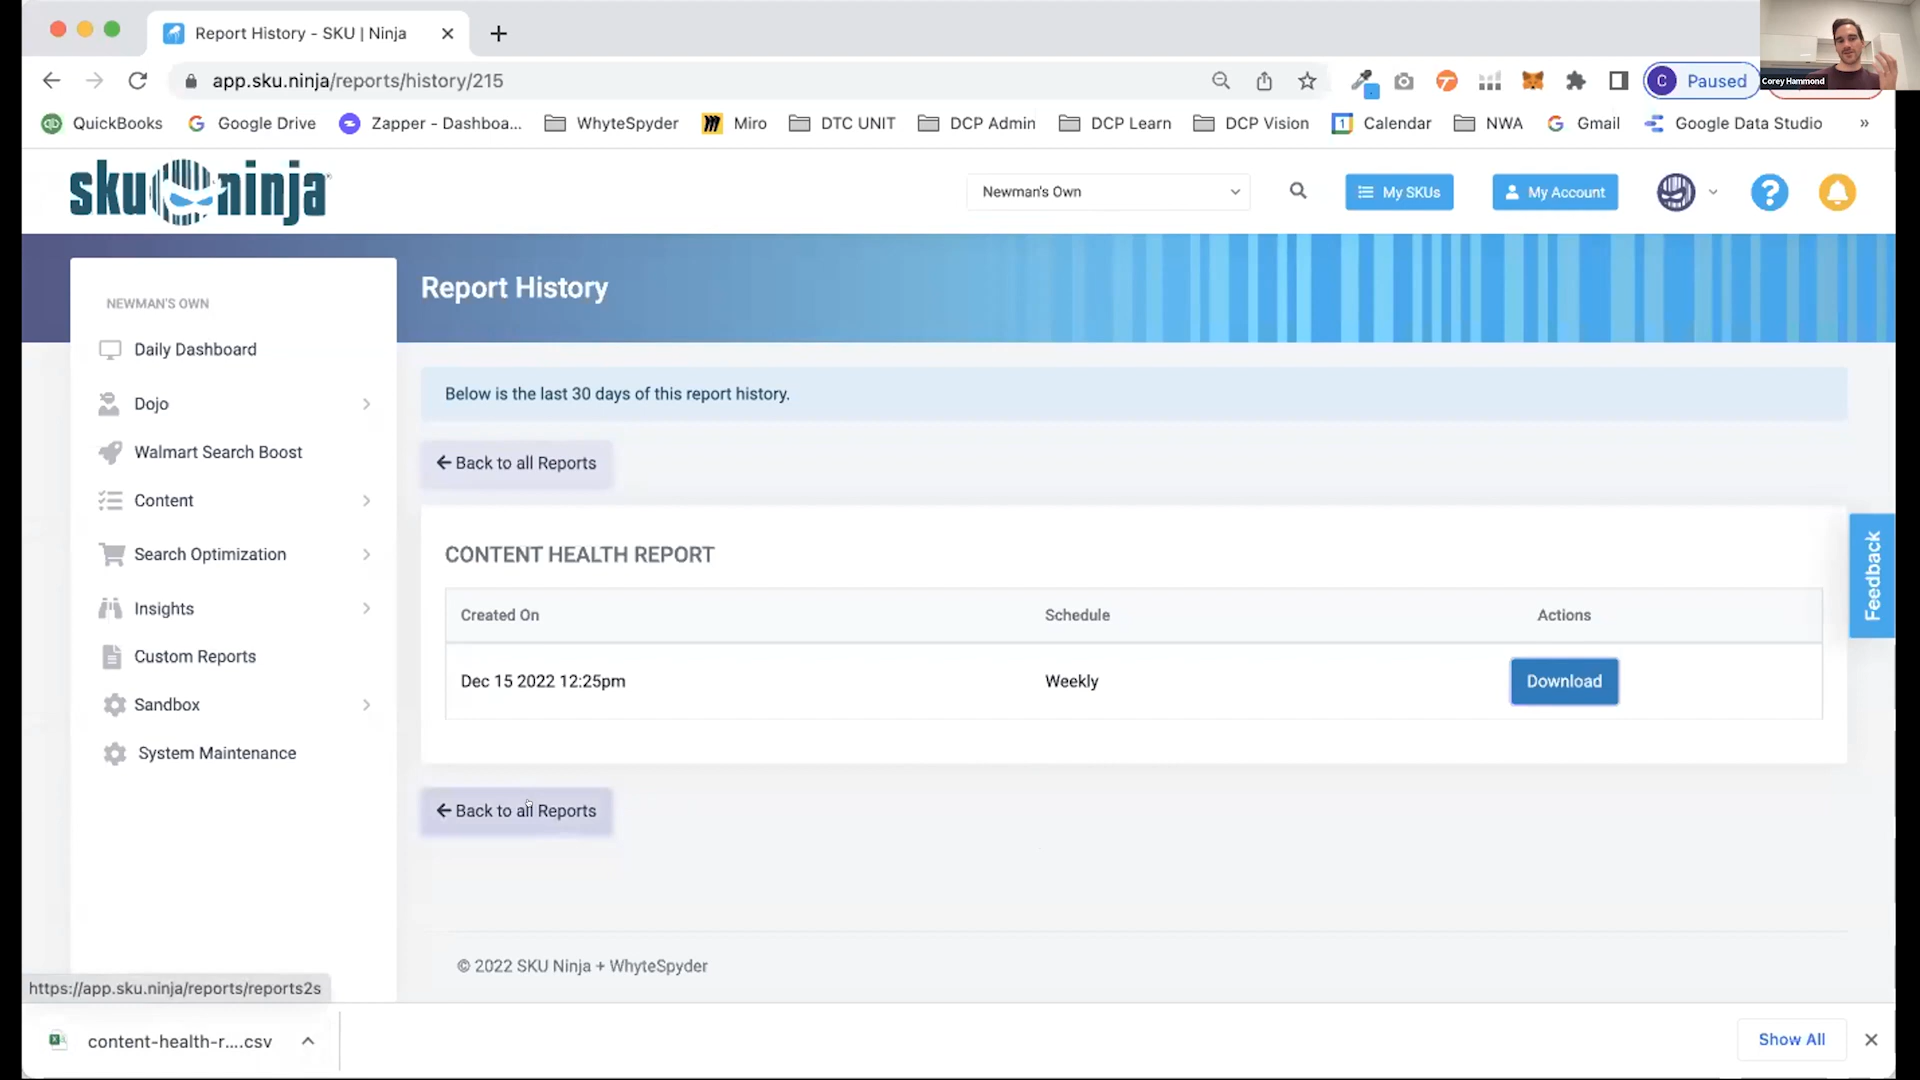 Report History - SKU | Ninja
app.sku.ninja/reports/history/215
C Paused
Corey Hammond
QuickBooks
Google Drive
Zapper - Dashboa...
WhyteSpyder
Miro
DTC UNIT
DCP Admin
DCP Learn
DCP Vision
1 Calendar
NWA
Gmail
Google Data Studio
»
sku ninja
Newman's Own
My SKUs
My Account
?
Report History
NEWMAN'S OWN
Daily Dashboard
Dojo
Walmart Search Boost
Content
Search Optimization
Insights
Custom Reports
Sandbox
System Maintenance
Below is the last 30 days of this report history.
Back to all Reports
CONTENT HEALTH REPORT
Created On Schedule Actions
Dec 15 2022 12:25pm Weekly Download
Back to all Reports
Feedback
© 2022 SKU Ninja + WhyteSpyder
https://app.sku.ninja/reports/reports2s
content-health-r....csv
Show All